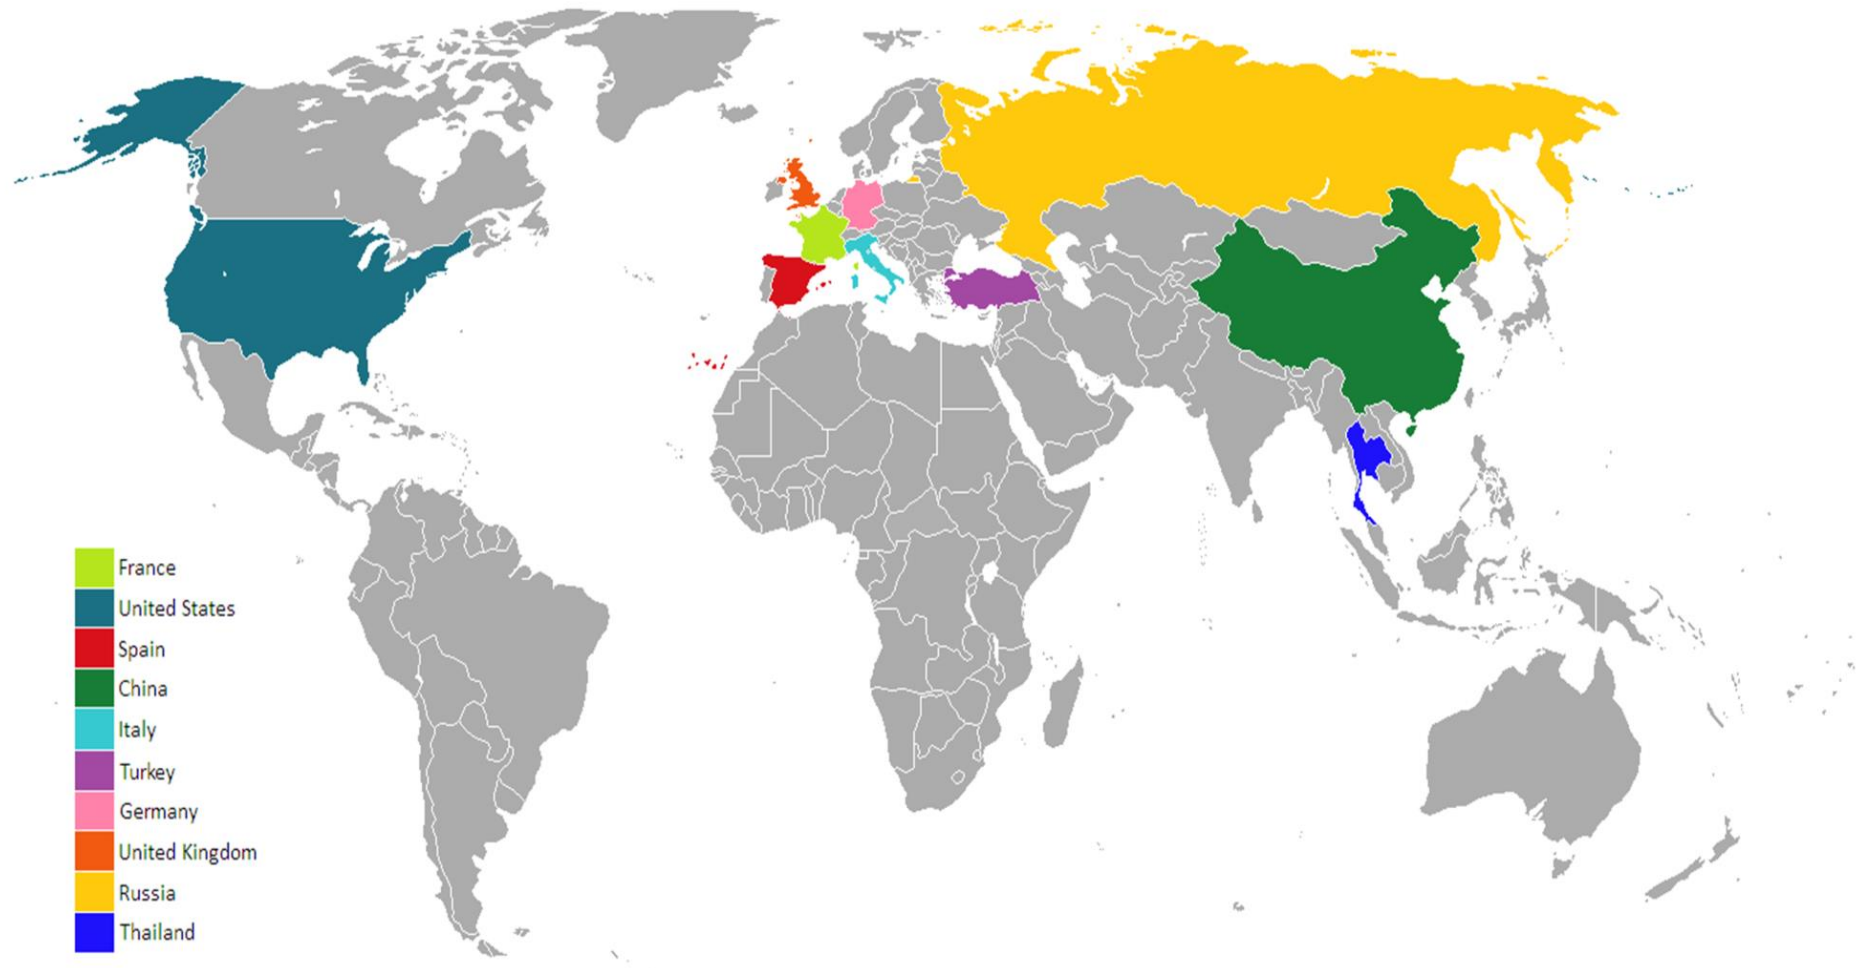 France
United States
Spain
China
Italy
Turkey
Germany
United Kingdom
Russia
Thailand